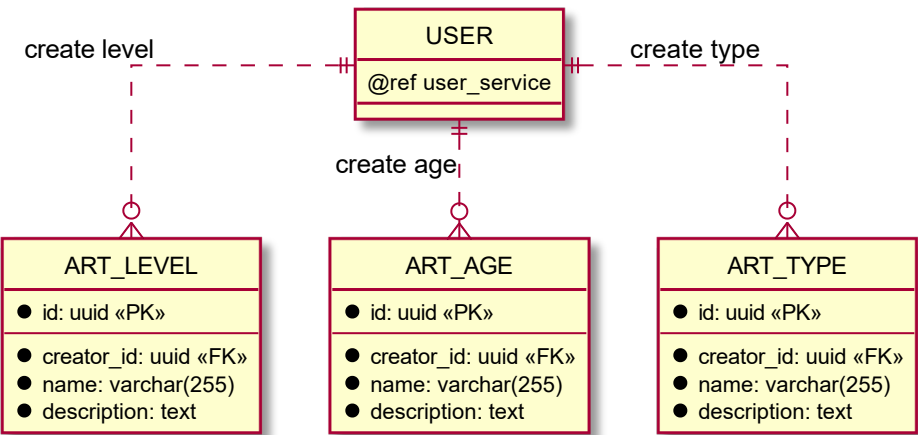 create level
USER
create type
@ref user_service
create age
ART_LEVEL
id: uuid «PK»
creator_id: uuid «FK»
name: varchar(255)
description: text
ART_AGE
id: uuid «PK»
creator_id: uuid «FK»
name: varchar(255)
description: text
ART_TYPE
id: uuid «PK»
creator_id: uuid «FK»
name: varchar(255)
description: text